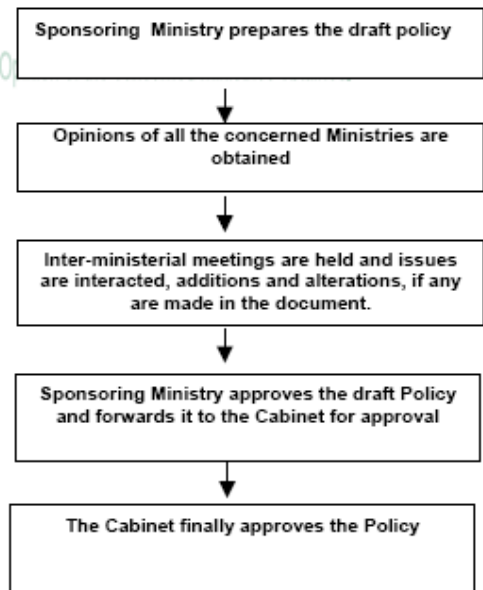 Sponsoring Ministry prepares the draft policy
Opinions of all the concerned Ministries are
obtained
Inter-ministerial meetings are held and issues
are interacted, additions and alterations, if any
are made in the document.
Sponsoring Ministry approves the draft Policy
and forwards it to the Cabinet for approval
The Cabinet finally approves the Policy